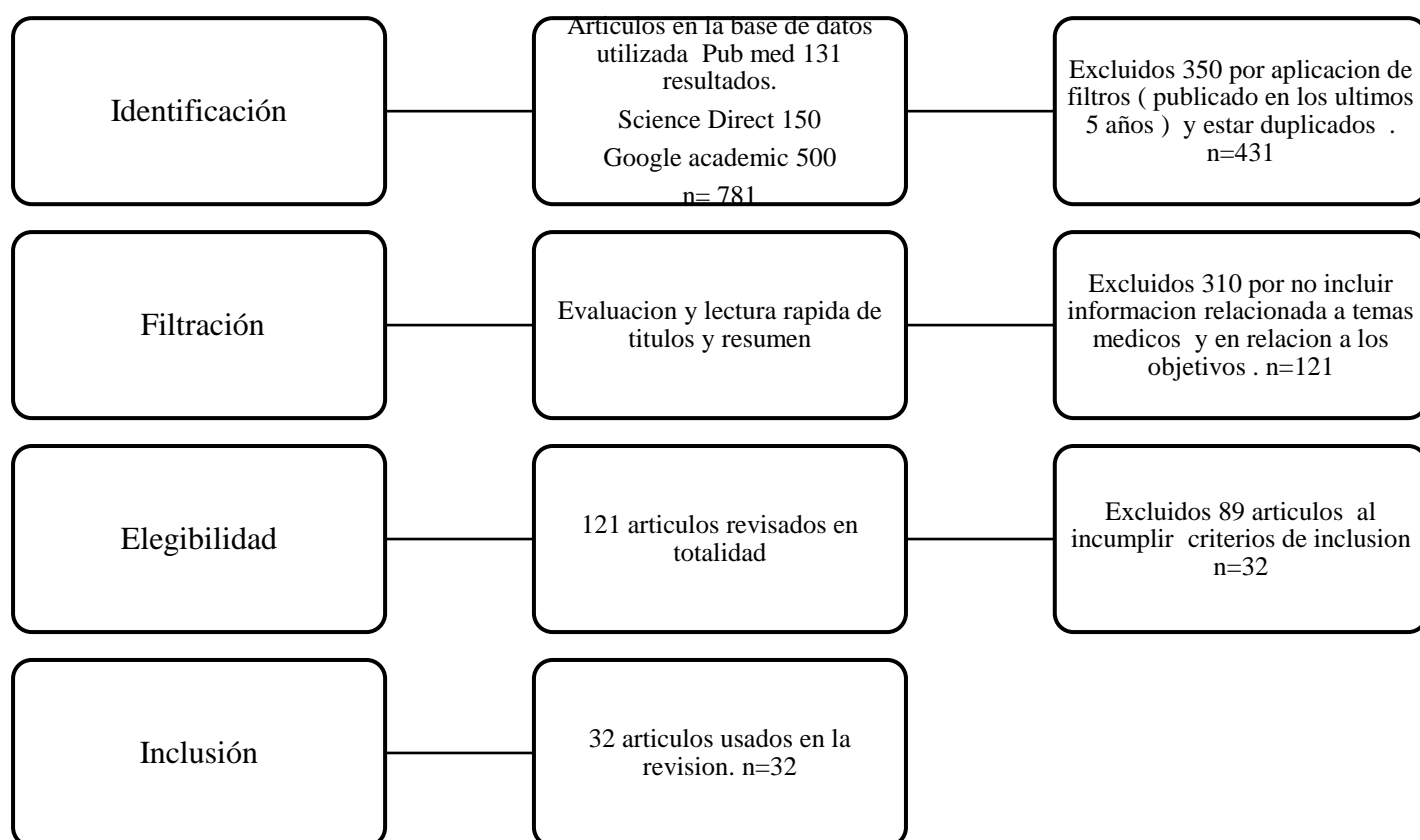 Identificación
Articulos en la base de datos
utilizada Pub med 131
resultados.
Science Direct 150
Google academic 500
n= 781
Excluidos 350 por aplicacion de
filtros ( publicado en los ultimos
5 años ) y estar duplicados .
n=431
Filtración
Evaluacion y lectura rapida de
titulos y resumen
Excluidos 310 por no incluir
informacion relacionada a temas
medicos y en relacion a los
objetivos . n=121
Elegibilidad
121 articulos revisados en
totalidad
Excluidos 89 articulos al
incumplir criterios de inclusion
n=32
Inclusión
32 articulos usados en la
revision. n=32